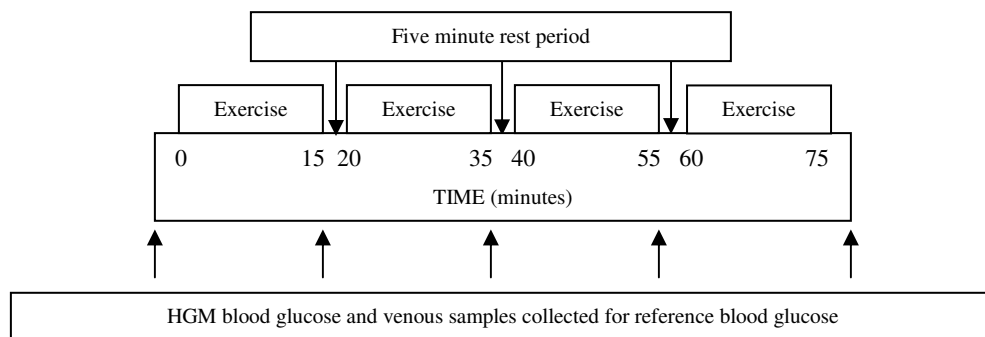 Five minute rest period
Exercise Exercise Exercise Exercise
0 15 20 35 40 55 60 75
TIME (minutes)
HGM blood glucose and venous samples collected for reference blood glucose